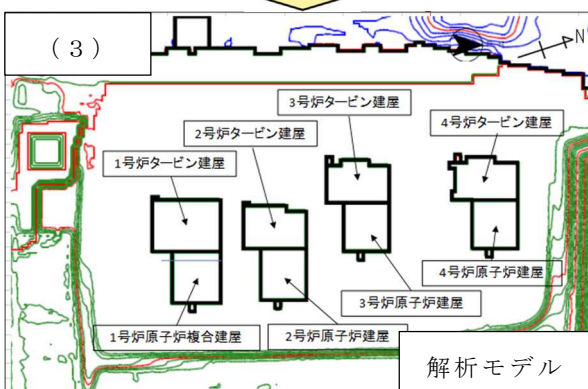 (3)
N
3号炉タービン建屋
4号炉タービン建屋
2号炉タービン建屋
1号炉タービン建屋
4号炉原子炉建屋
3号炉原子炉建屋
1号炉原子炉複合建屋
2号炉原子炉建屋
解析モデル